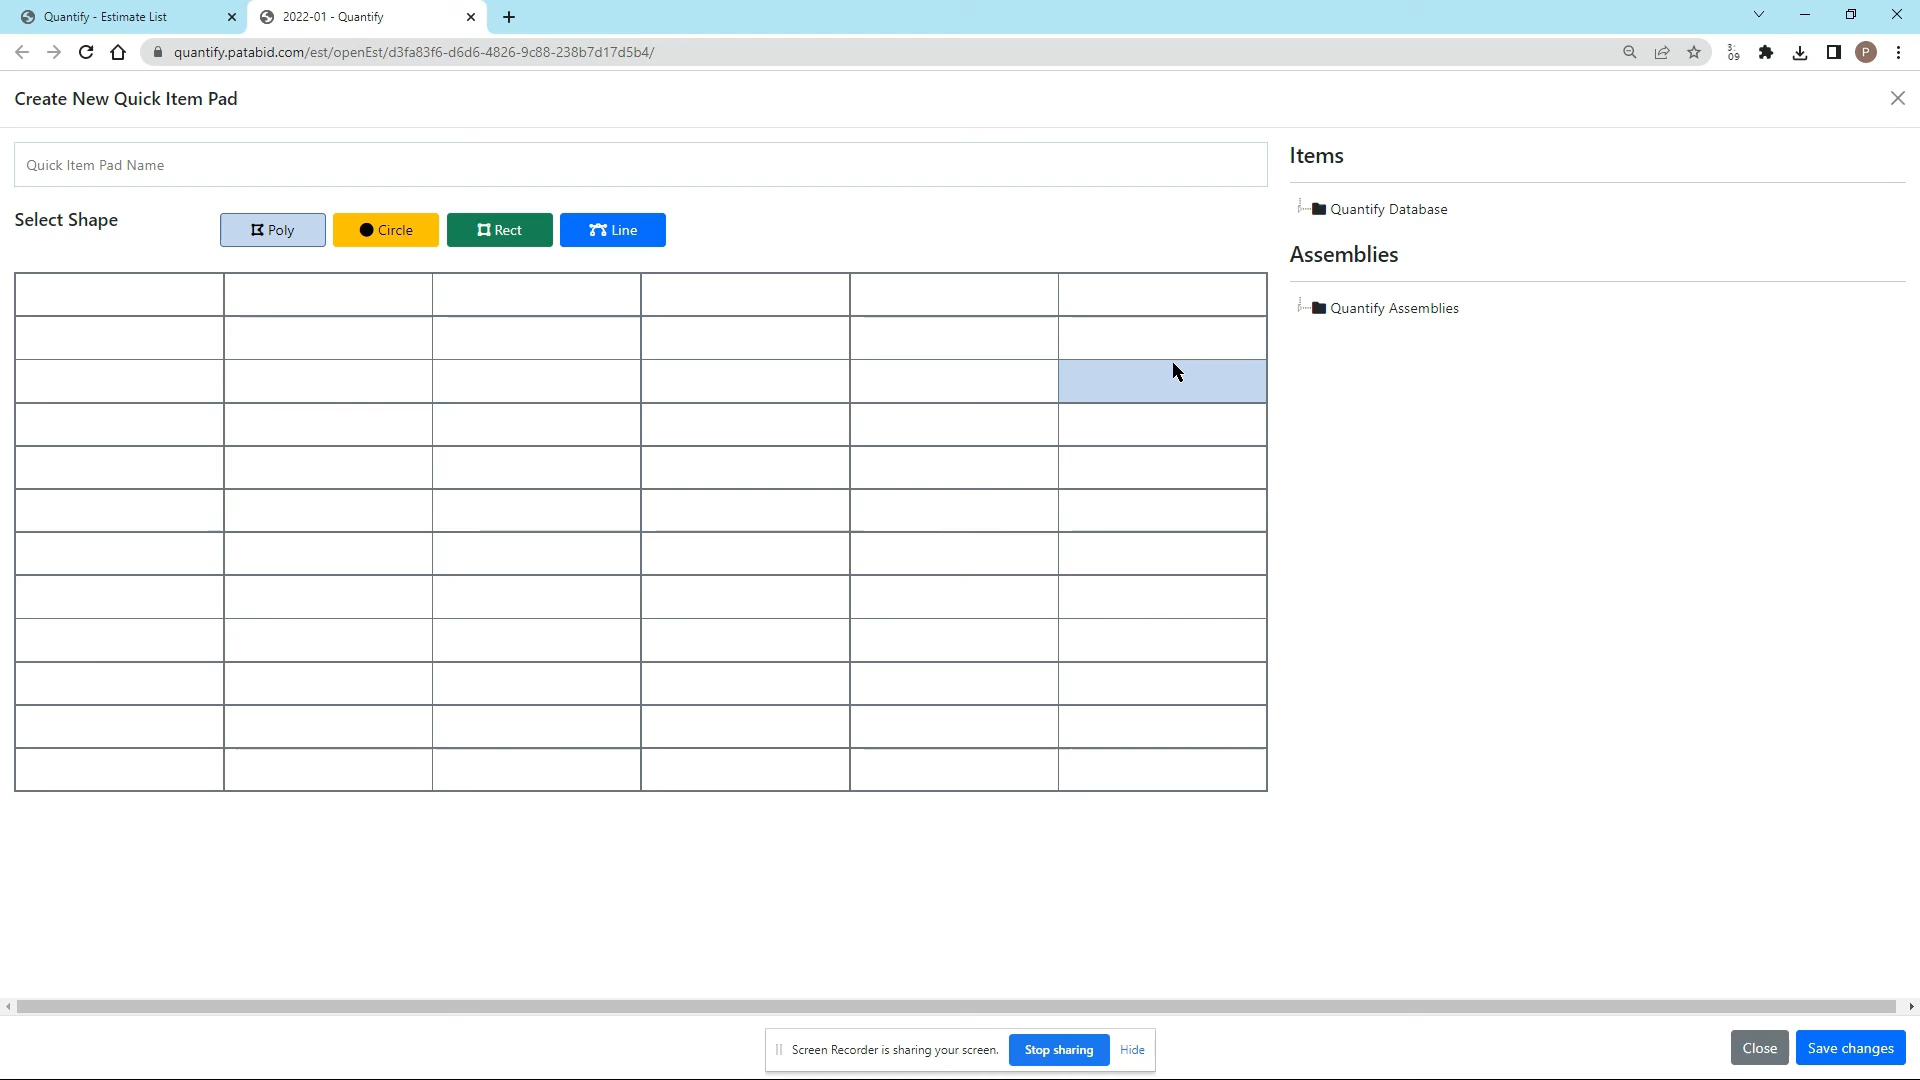 Quantify - Estimate List
2022-01 - Quantify
quantify.patabid.com/est/openEst/d3fa83f6-d6d6-4826-9c88-238b7d17d5b4/
3:
09
P
Create New Quick Item Pad
Quick Item Pad Name
Items
Select Shape
Poly
Circle
Rect
Line
Quantify Database
Assemblies
Quantify Assemblies
Screen Recorder is sharing your screen.
Stop sharing
Hide
Close
Save changes